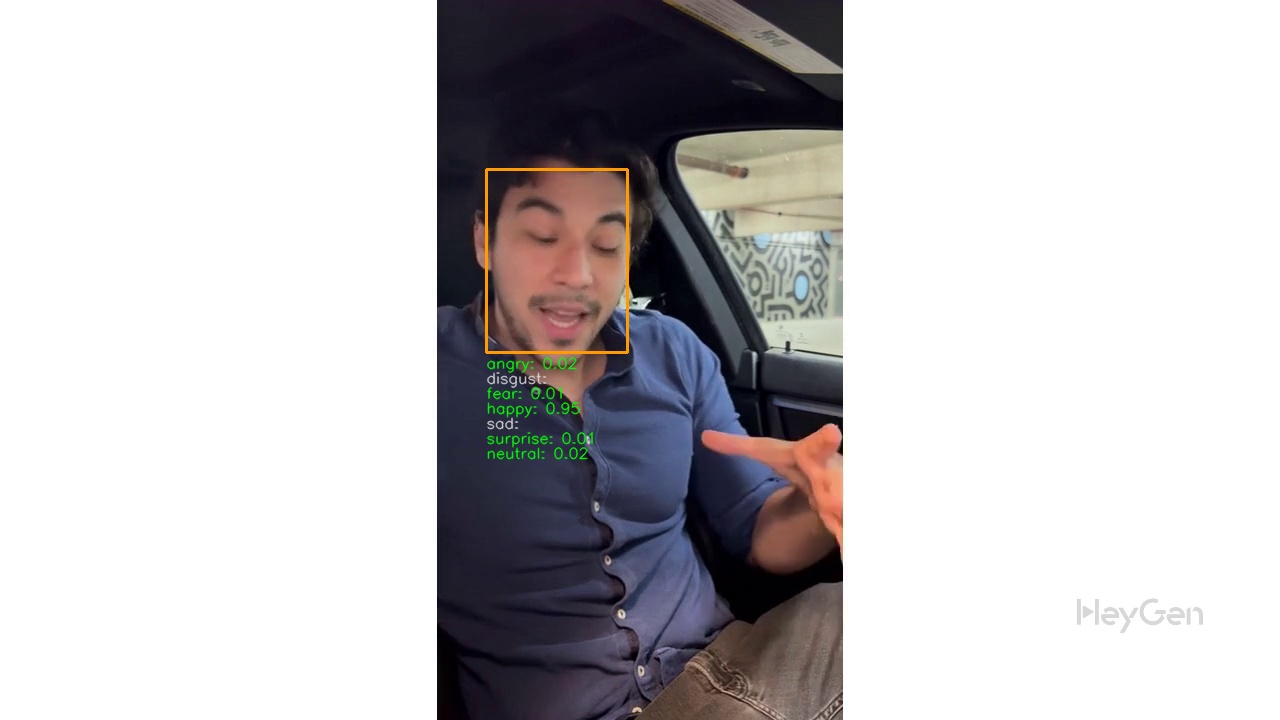 angry: 0.02
disgust:
fear: 0.01
happy: 0.95
sad:
surprise: 0.01
neutral: 0.02
HeyGen